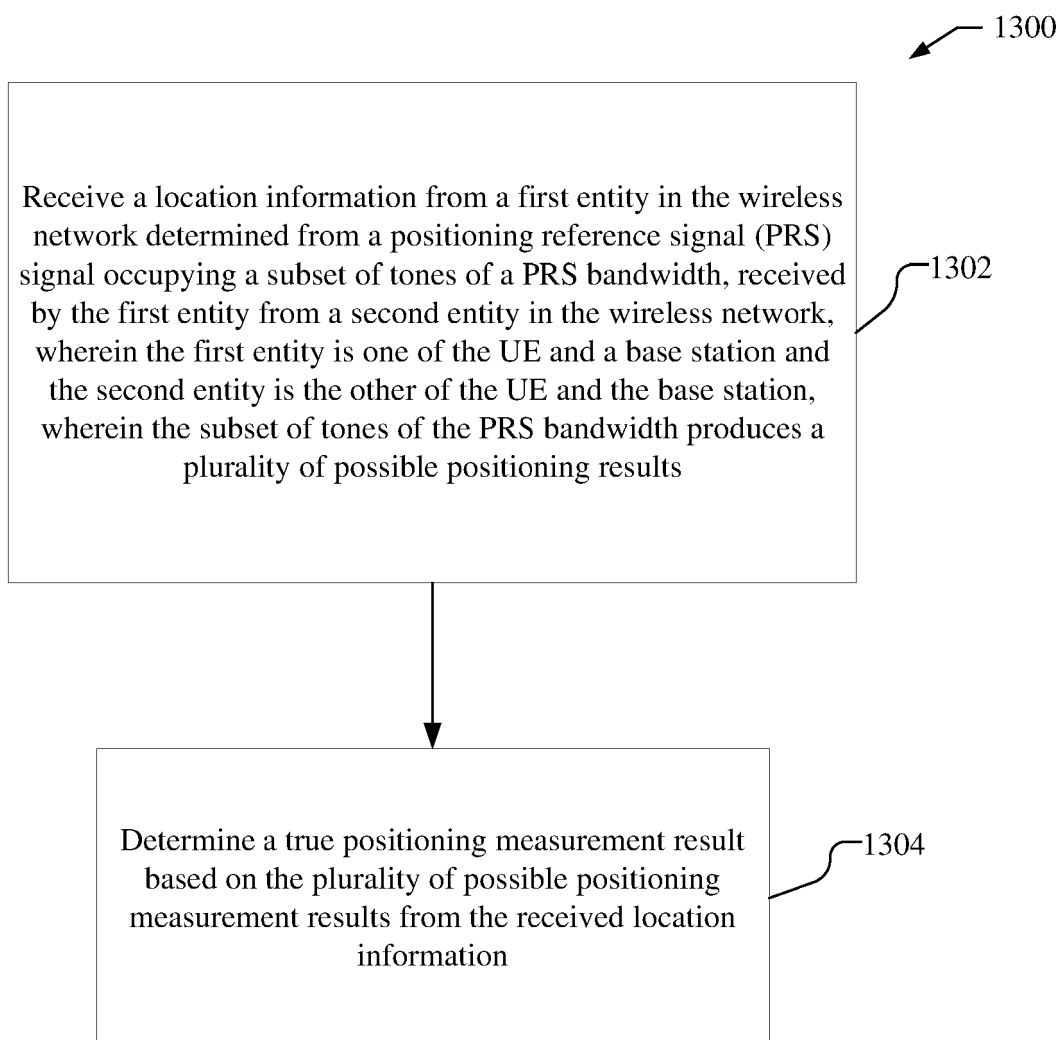 1300
Receive a location information from a first entity in the wireless
network determined from a positioning reference signal (PRS)
signal occupying a subset of tones of a PRS bandwidth, received
by the first entity from a second entity in the wireless network,
wherein the first entity is one of the UE and a base station and
the second entity is the other of the UE and the base station,
wherein the subset of tones of the PRS bandwidth produces a
plurality of possible positioning results
1302
Determine a true positioning measurement result
based on the plurality of possible positioning
measurement results from the received location
information
1304